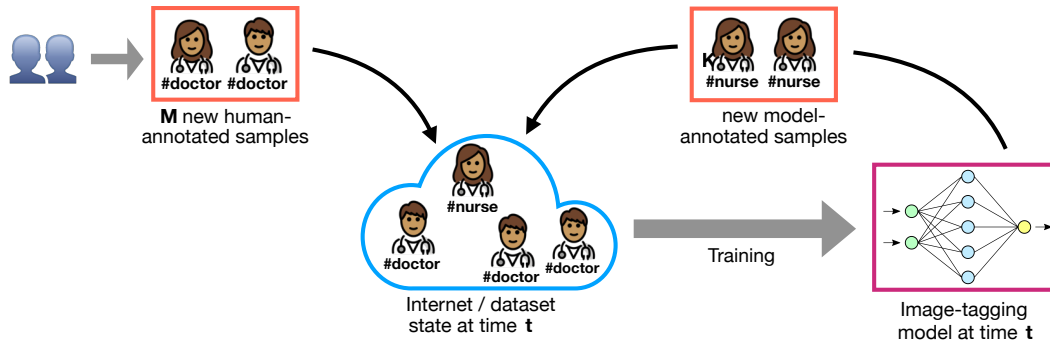 #doctor #doctor
M new human-
annotated samples
K
#nurse #nurse
new model-
annotated samples
#nurse
#doctor
#doctor
#doctor
Internet / dataset
state at time t
Training
Image-tagging
model at time t